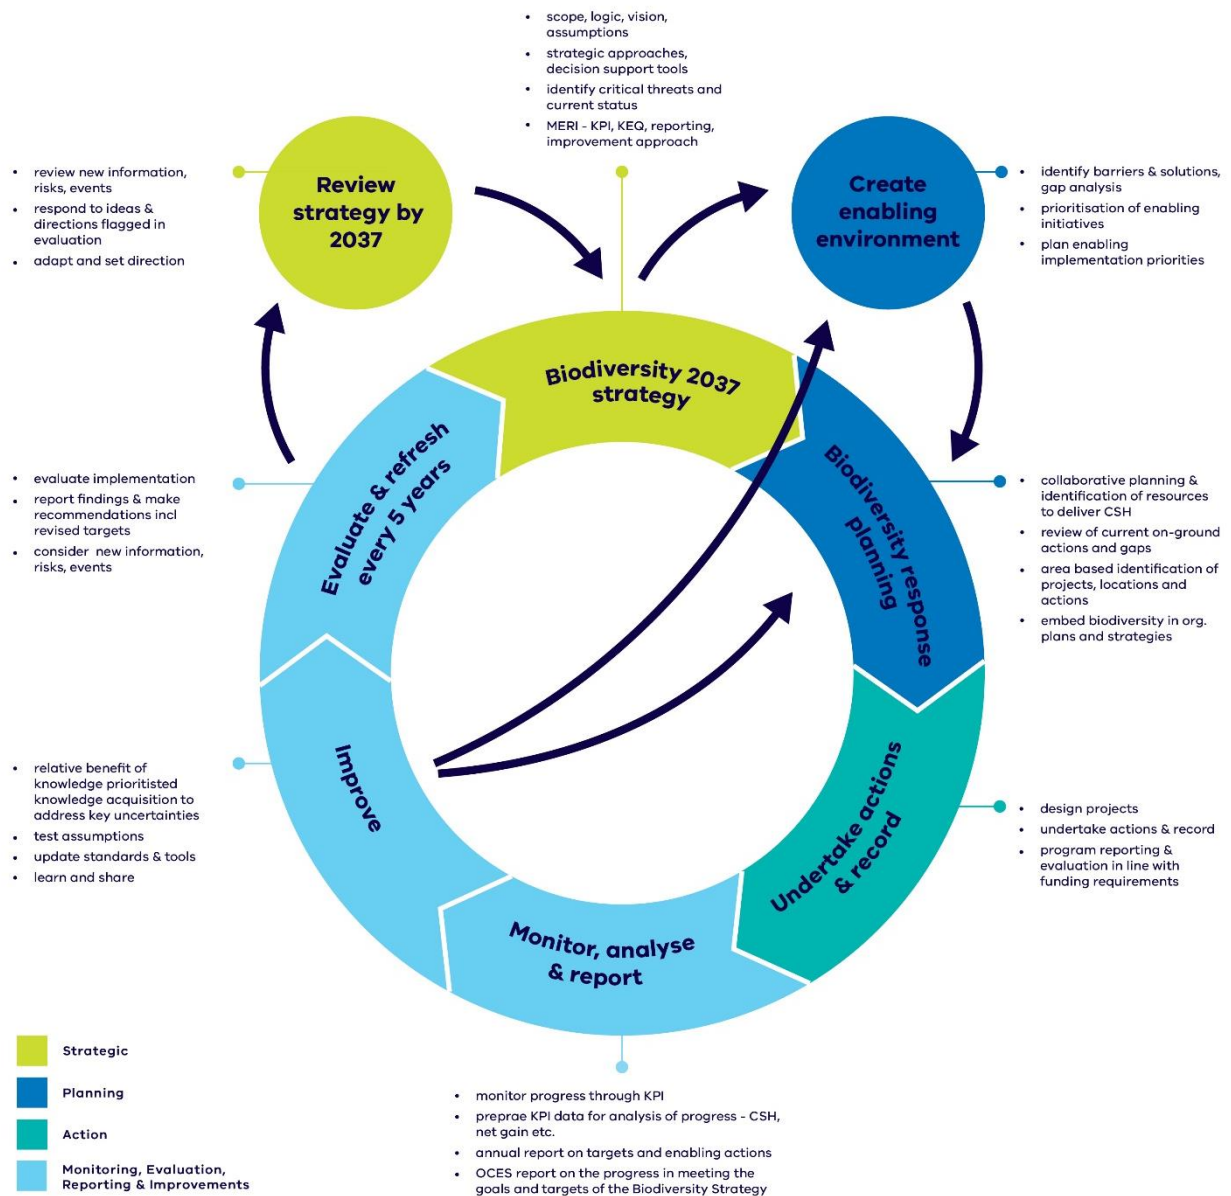 • scope, logic, vision,
assumptions
• strategic approaches,
decision support tools
• identify critical threats and
current status
• MERI - KPI, KEQ, reporting,
improvement approach
Review
strategy by
2037
• review new information,
risks, events
• respond to ideas &
directions flagged in
evaluation
• adapt and set direction
Create
enabling
environment
• identify barriers & solutions,
gap analysis
• prioritisation of enabling
initiatives
• plan enabling
implementation priorities
Biodiversity 2037
strategy
Biodiversity response
planning
• collaborative planning &
identification of resources
to deliver CSH
• review of current on-ground
actions and gaps
• area based identification of
projects, locations and
actions
• embed biodiversity in org.
plans and strategies
Evaluate & refresh
every 5 years
• evaluate implementation
• report findings & make
recommendations incl
revised targets
• consider new information,
risks, events
Undertake actions
& record
• design projects
• undertake actions & record
• program reporting &
evaluation in line with
funding requirements
Improve
• relative benefit of
knowledge prioritisted
knowledge acquisition to
address key uncertainties
• test assumptions
• update standards & tools
• learn and share
Monitor, analyse
& report
• monitor progress through KPI
• preprae KPI data for analysis of progress - CSH,
net gain etc.
• annual report on targets and enabling actions
• OCES report on the progress in meeting the
goals and targets of the Biodiversity Strategy
Strategic
Planning
Action
Monitoring, Evaluation,
Reporting & Improvements